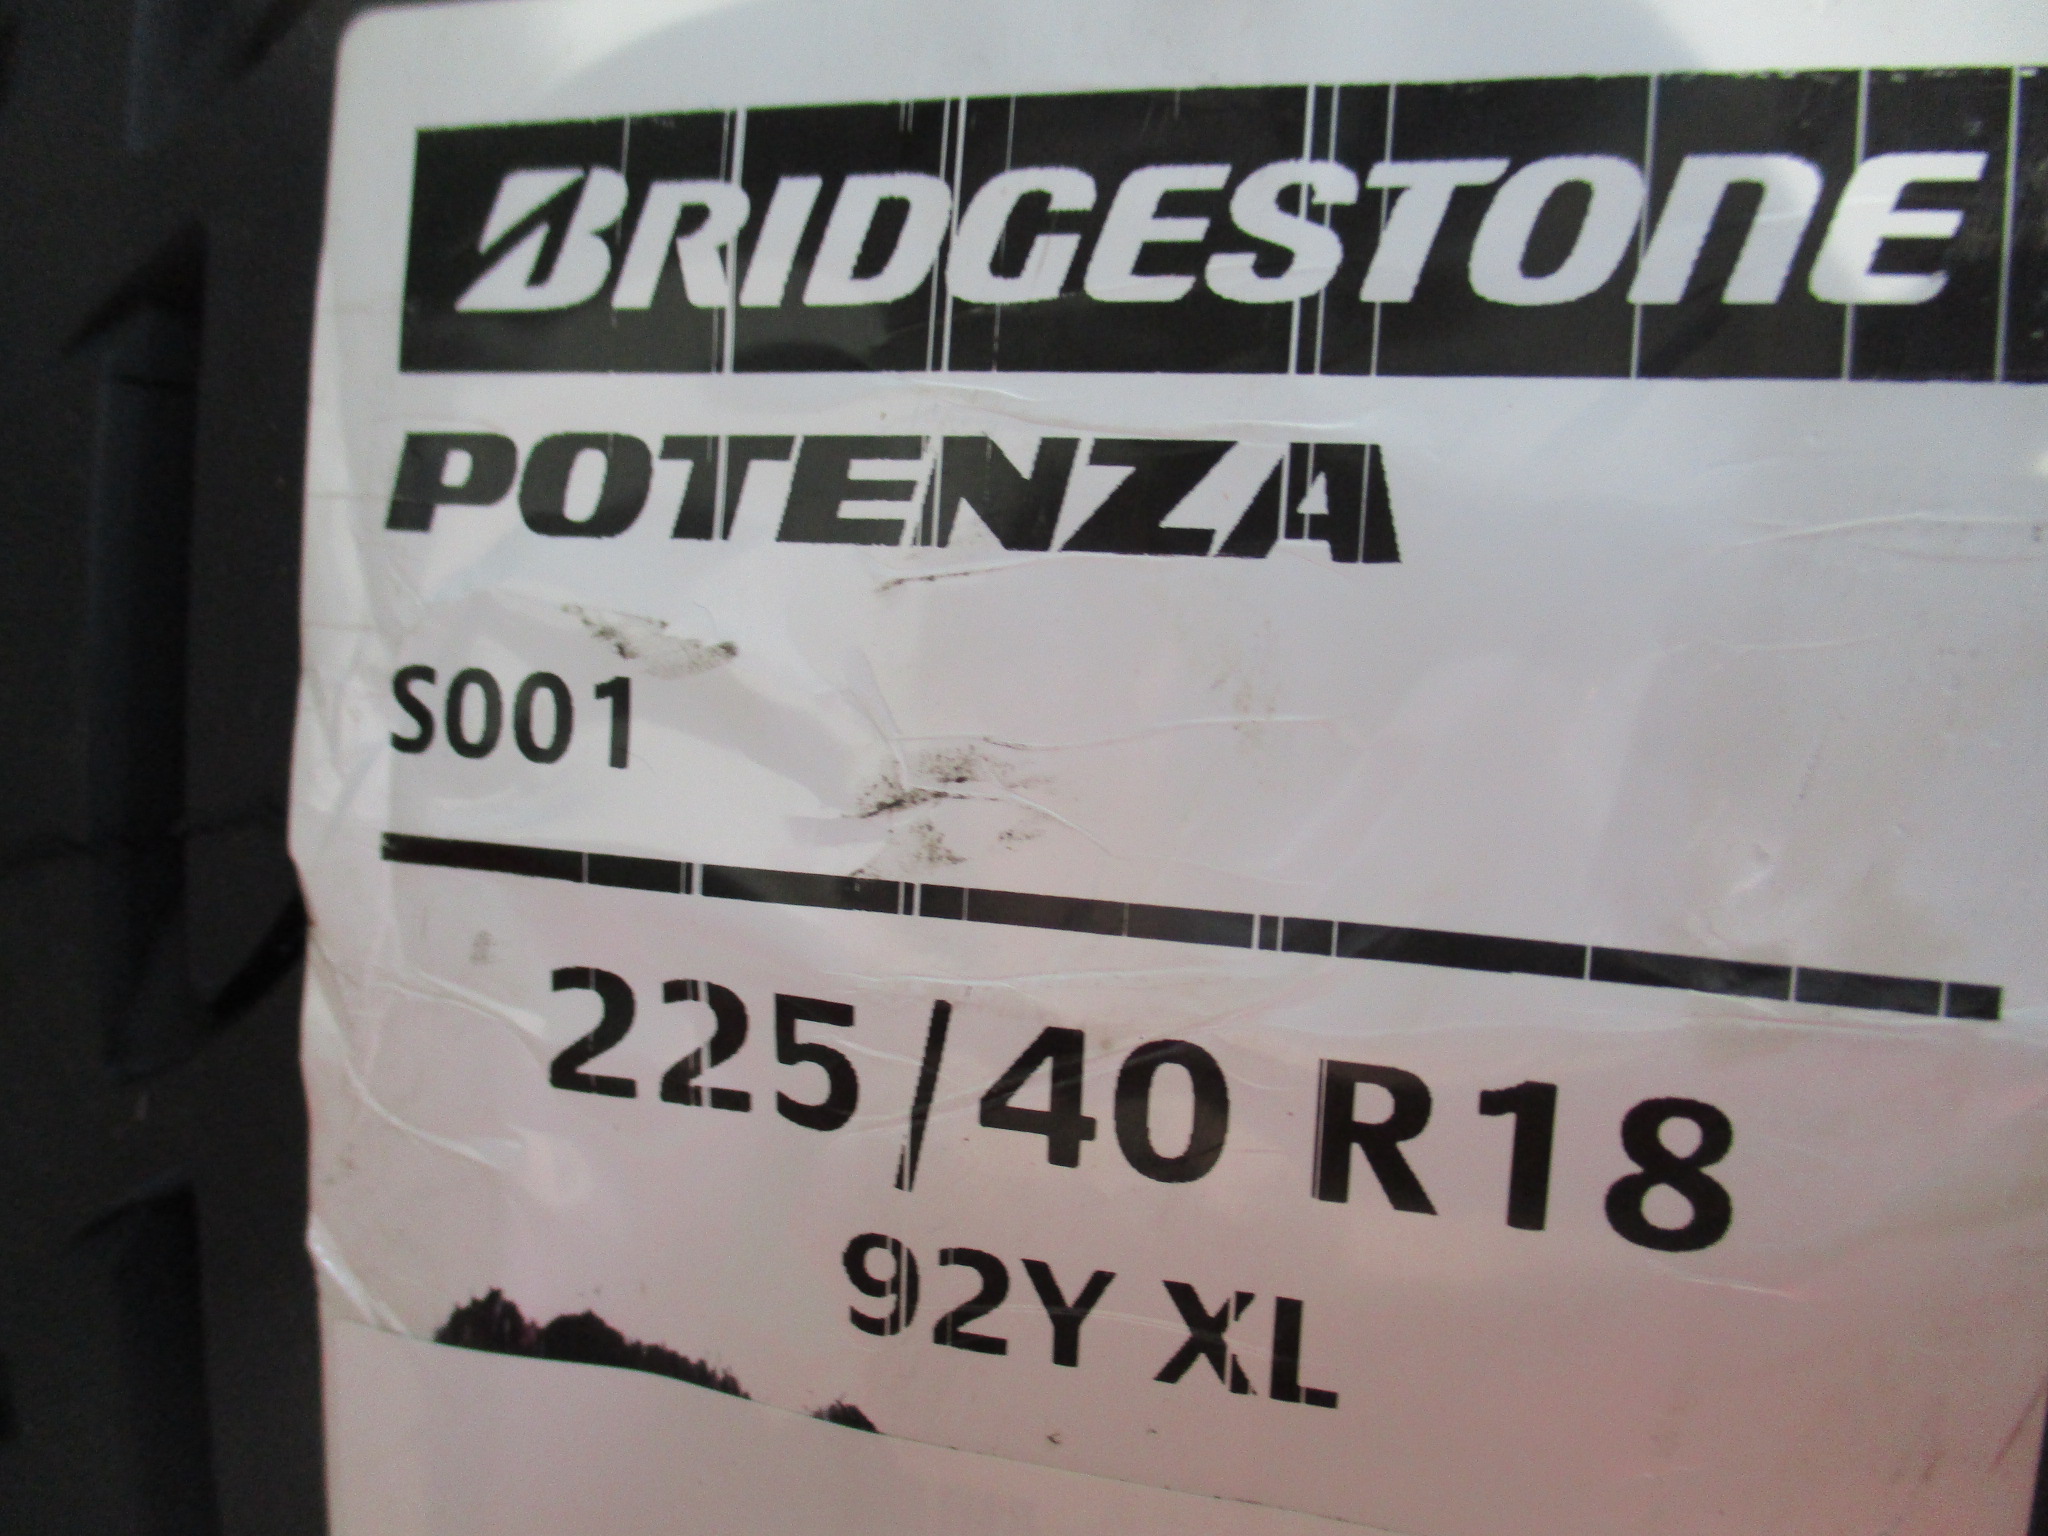 BRIDGESTONE
POTENZA
S001
225/40 R18
92Y XL